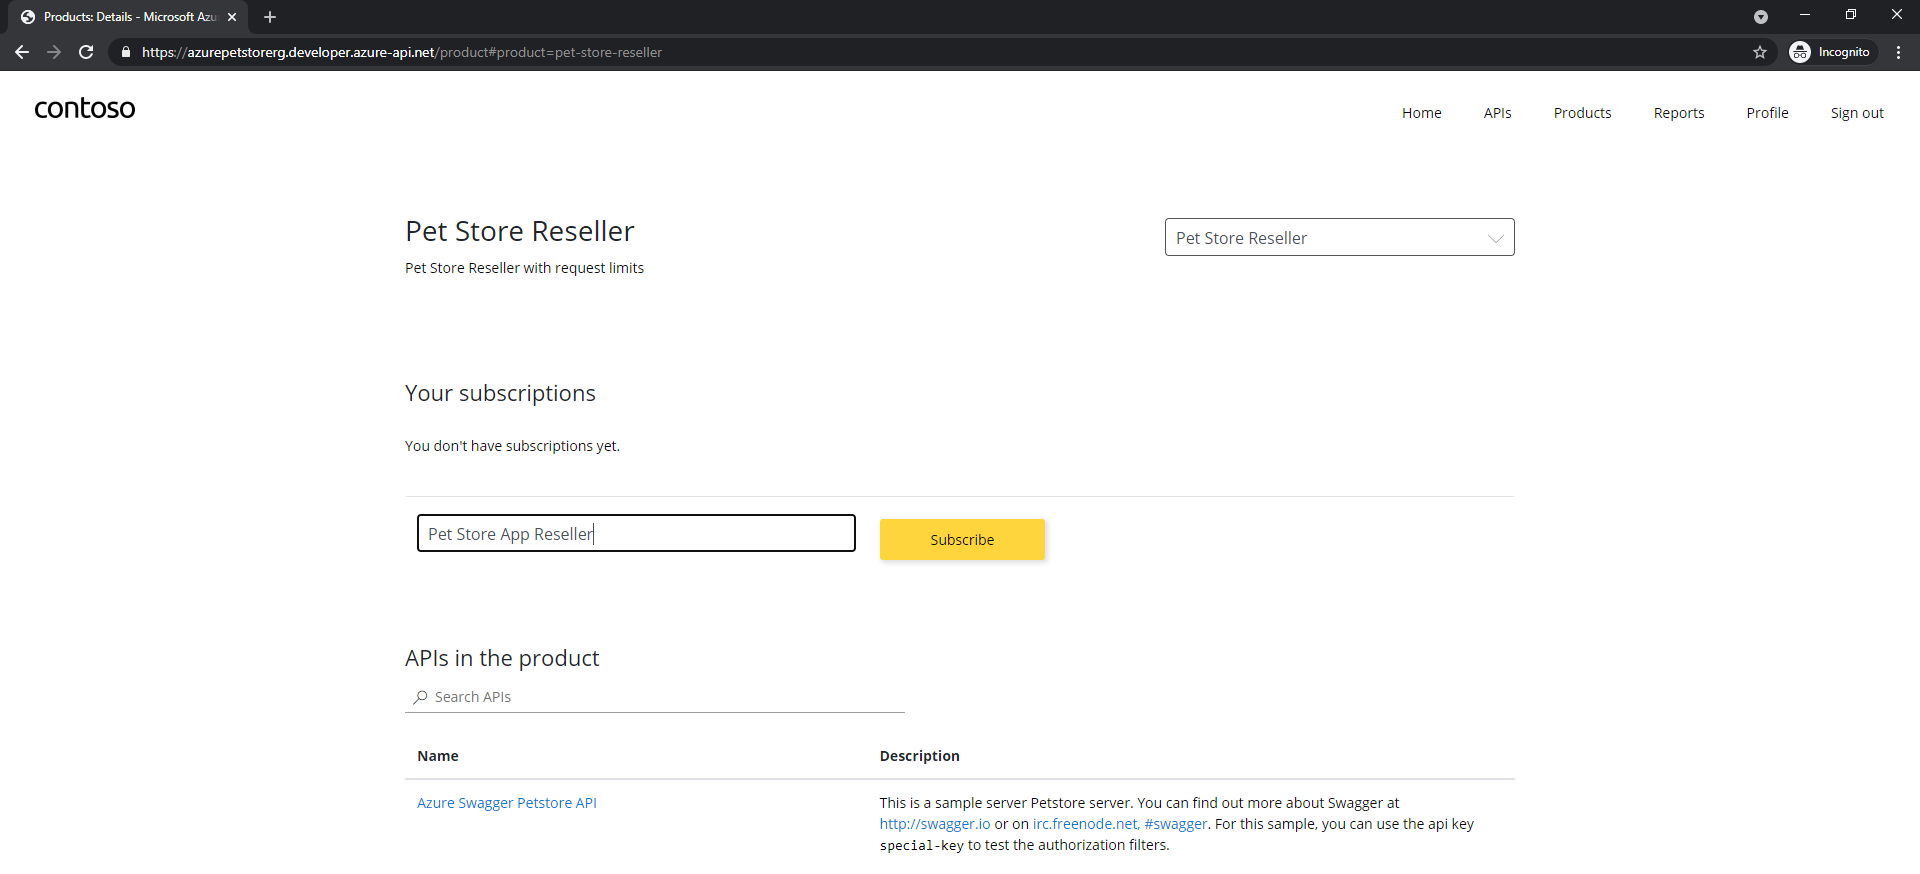 Products: Details - Microsoft Azu
https://azurepetstorerg.developer.azure-api.net/product#product=pet-store-reseller
Incognito
contoso
Home APIs Products Reports Profile Sign out
Pet Store Reseller
Pet Store Reseller
Pet Store Reseller with request limits
Your subscriptions
You don't have subscriptions yet.
Pet Store App Reseller
Subscribe
APIs in the product
Search APIs
Name Description
Azure Swagger Petstore API
This is a sample server Petstore server. You can find out more about Swagger at
http://swagger.io or on irc.freenode.net, #swagger. For this sample, you can use the api key
special-key to test the authorization filters.